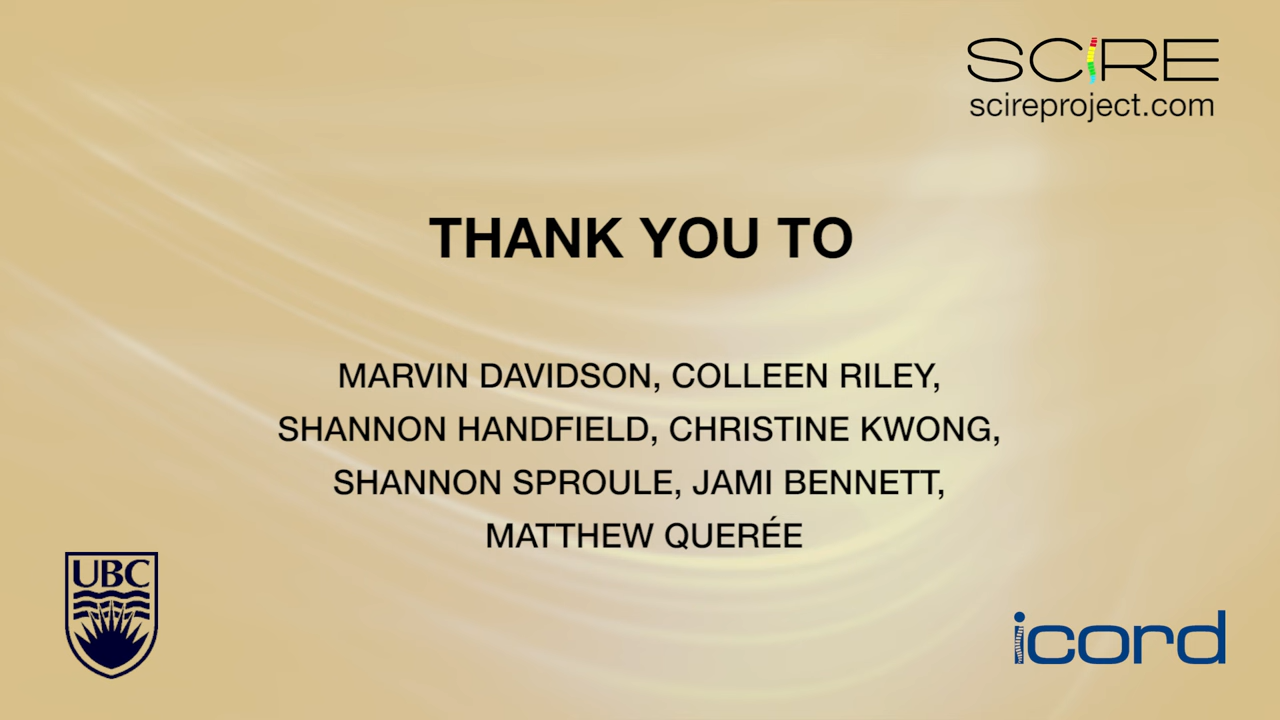 SCIRE
scireproject.com
THANK YOU TO
MARVIN DAVIDSON, COLLEEN RILEY,
SHANNON HANDFIELD, CHRISTINE KWONG,
SHANNON SPROULE, JAMI BENNETT,
MATTHEW QUERÉE
UBC
icord